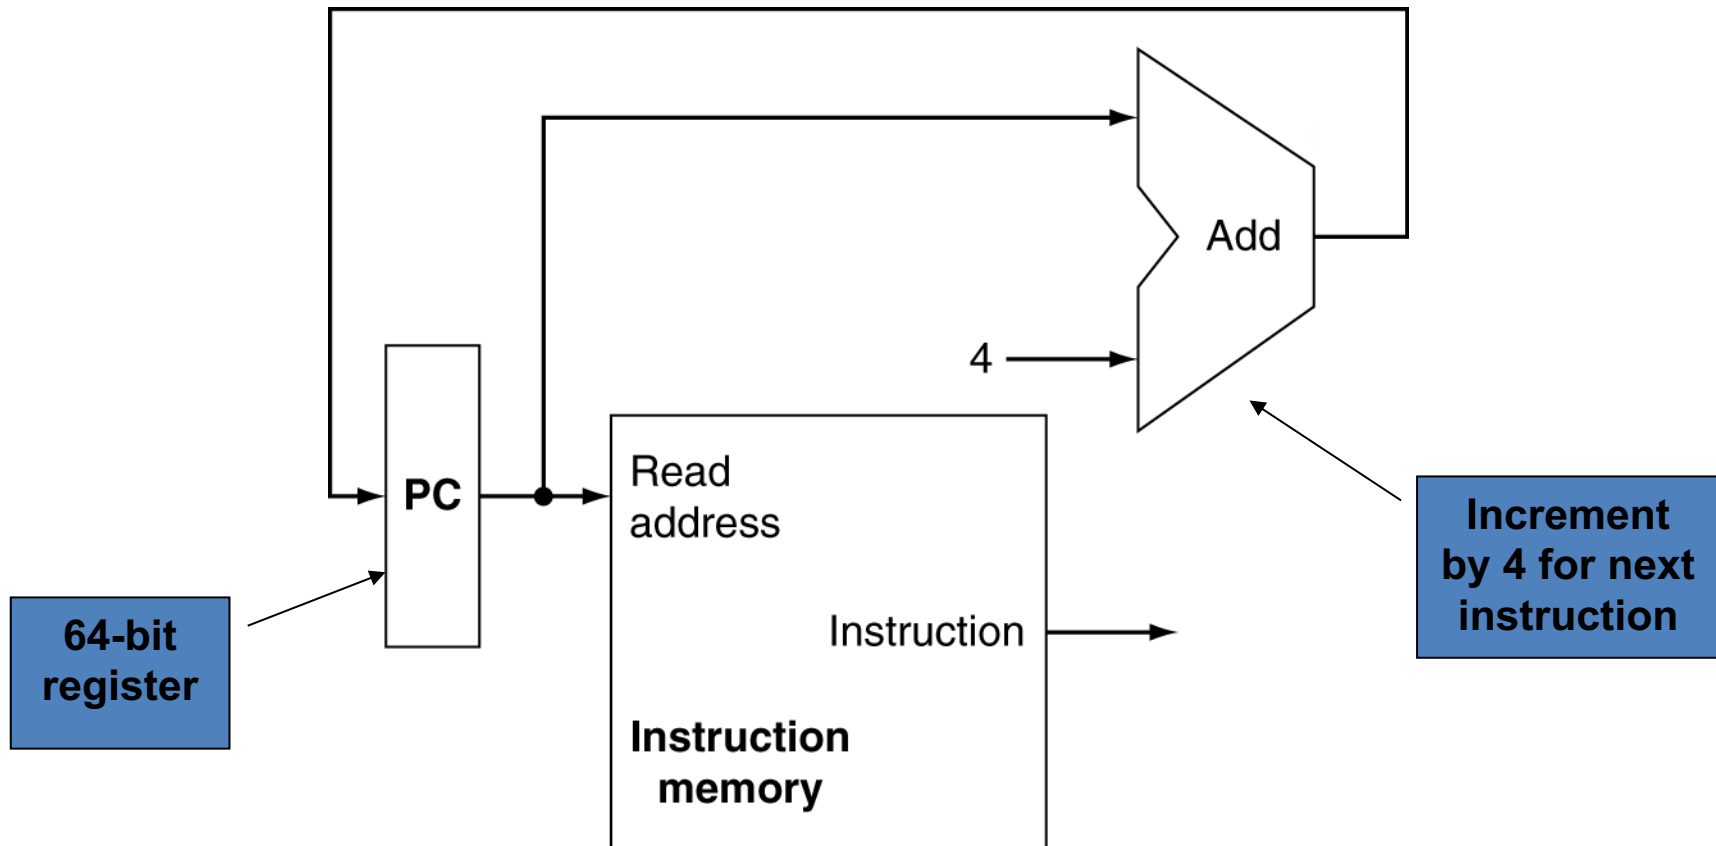 Add
4
PC
Read
address
Instruction
Instruction
memory
64-bit
register
Increment
by 4 for next
instruction